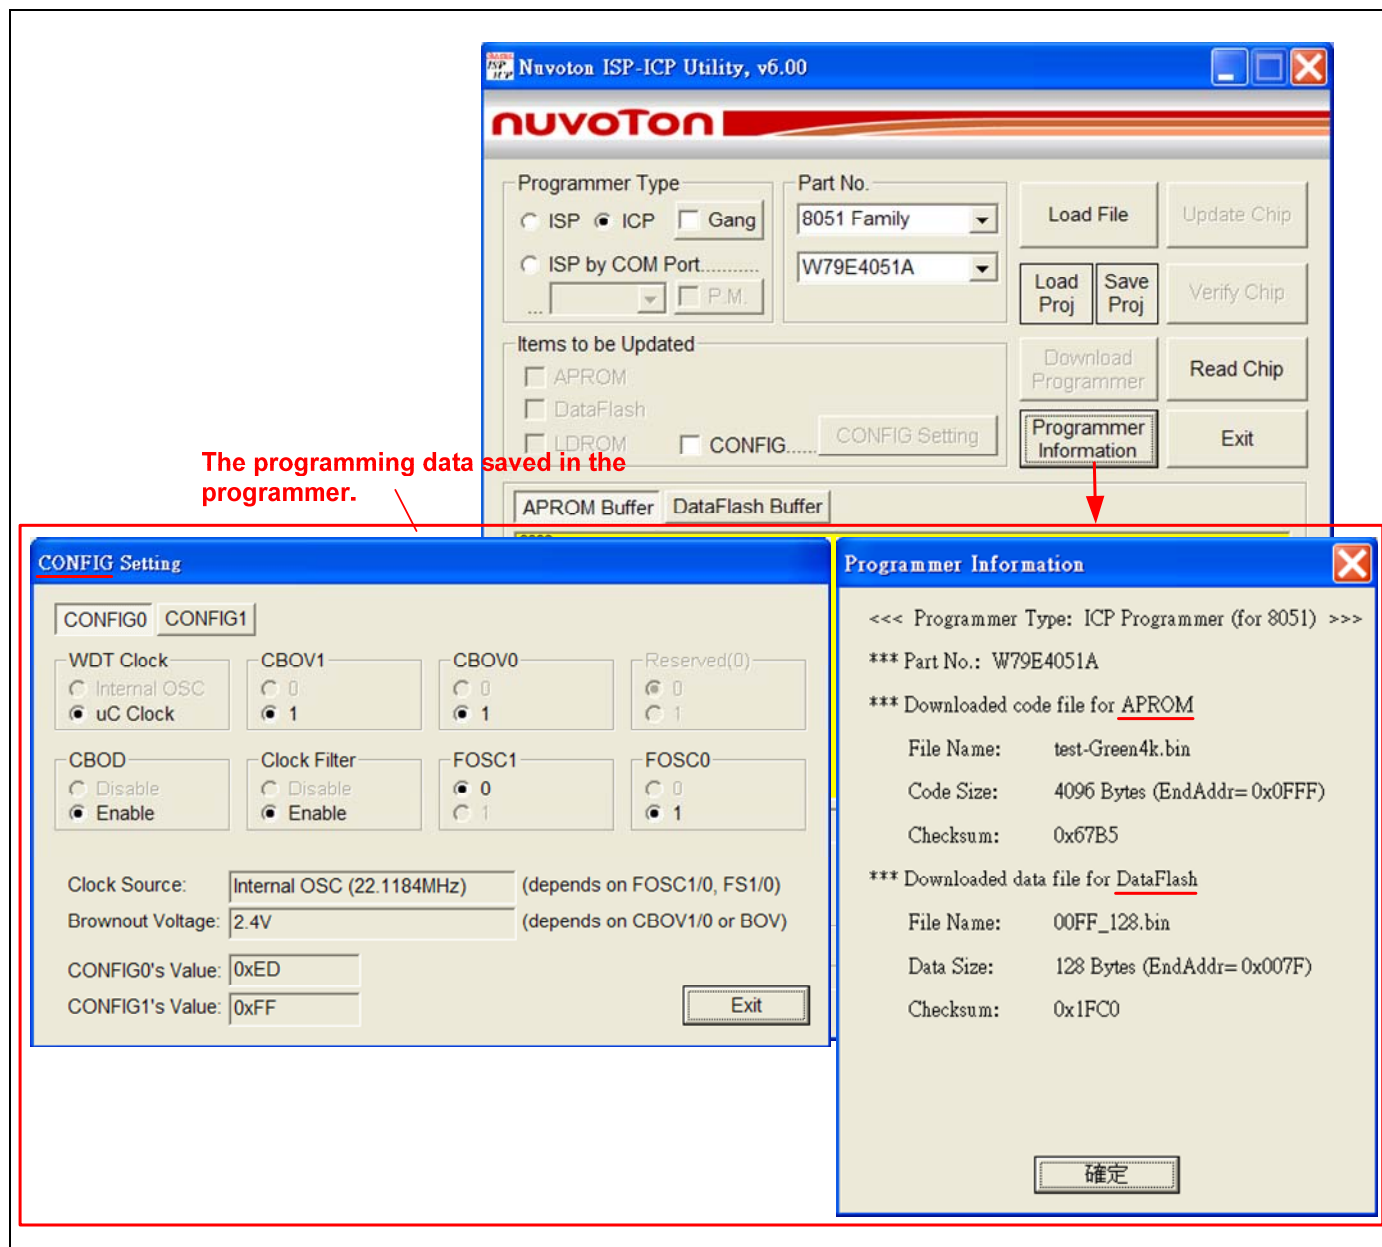 Nuvoton ISP-ICP Utility, v6.00
nuvoTon
Programmer Type
ISP ICP Gang
ISP by COM Port...........
... P.M.
Part No.
8051 Family
W79E4051A
Load File
Update Chip
Load Proj
Save Proj
Verify Chip
Items to be Updated
APROM
DataFlash
LDROM CONFIG...... CONFIG Setting
Download Programmer
Read Chip
Programmer Information
Exit
The programming data saved in the
programmer.
APROM Buffer DataFlash Buffer
CONFIG Setting
CONFIG0 CONFIG1
WDT Clock
Internal OSC
uC Clock
CBOV1
0
1
CBOV0
0
1
Reserved(0)
0
1
CBOD
Disable
Enable
Clock Filter
Disable
Enable
FOSC1
0
1
FOSC0
0
1
Clock Source: Internal OSC (22.1184MHz) (depends on FOSC1/0, FS1/0)
Brownout Voltage: 2.4V (depends on CBOV1/0 or BOV)
CONFIG0's Value: 0xED
CONFIG1's Value: 0xFF
Exit
Programmer Information
<<< Programmer Type: ICP Programmer (for 8051) >>>
*** Part No.: W79E4051A
*** Downloaded code file for APROM
File Name: test-Green4k.bin
Code Size: 4096 Bytes (EndAddr= 0x0FFF)
Checksum: 0x67B5
*** Downloaded data file for DataFlash
File Name: 00FF_128.bin
Data Size: 128 Bytes (EndAddr= 0x007F)
Checksum: 0x1FC0
確定